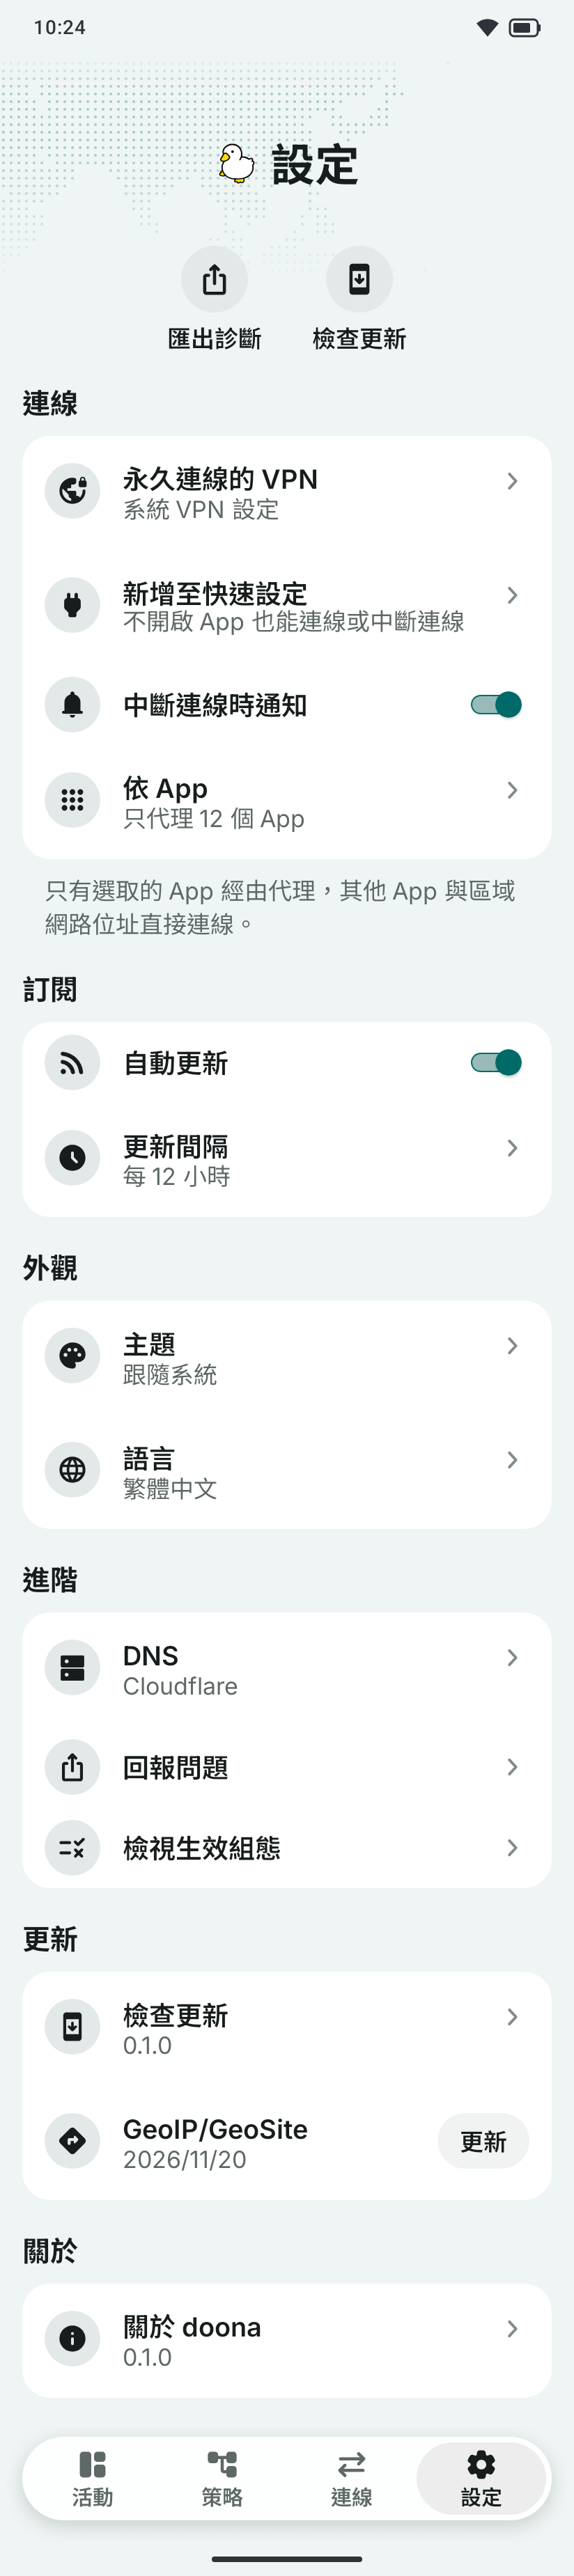 10:24
設定
匯出診斷
檢查更新
連線
永久連線的 VPN
系統 VPN 設定
新增至快速設定
不開啟 App 也能連線或中斷連線
中斷連線時通知
依 App
只代理 12 個 App
只有選取的 App 經由代理，其他 App 與區域
網路位址直接連線。
訂閱
自動更新
更新間隔
每 12 小時
外觀
主題
跟隨系統
語言
繁體中文
進階
DNS
Cloudflare
回報問題
檢視生效組態
更新
檢查更新
0.1.0
GeoIP/GeoSite
2026/11/20
更新
關於
關於 doona
0.1.0
活動
策略
連線
設定